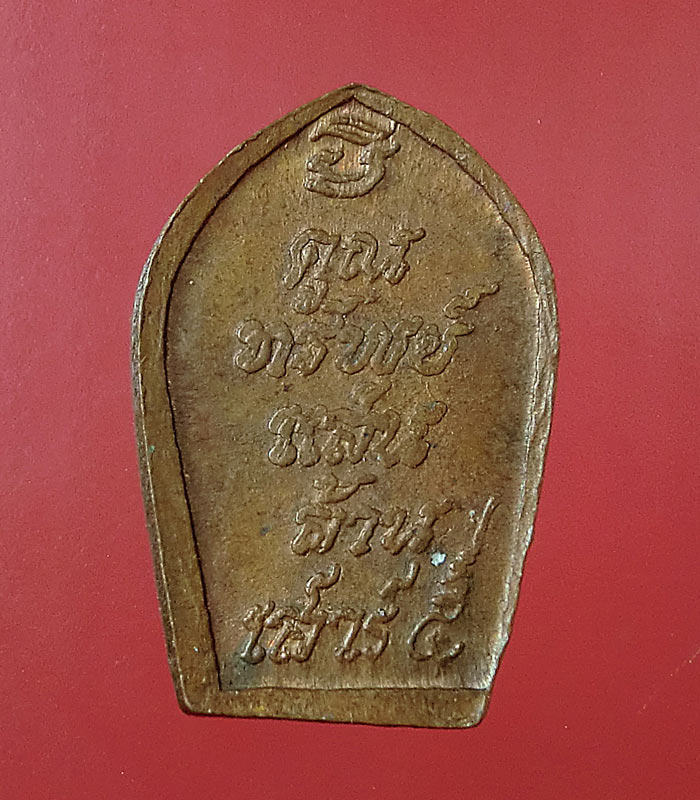 คูณ
ทรัพย์
แสน
ล้าน
เสาร์ ๕